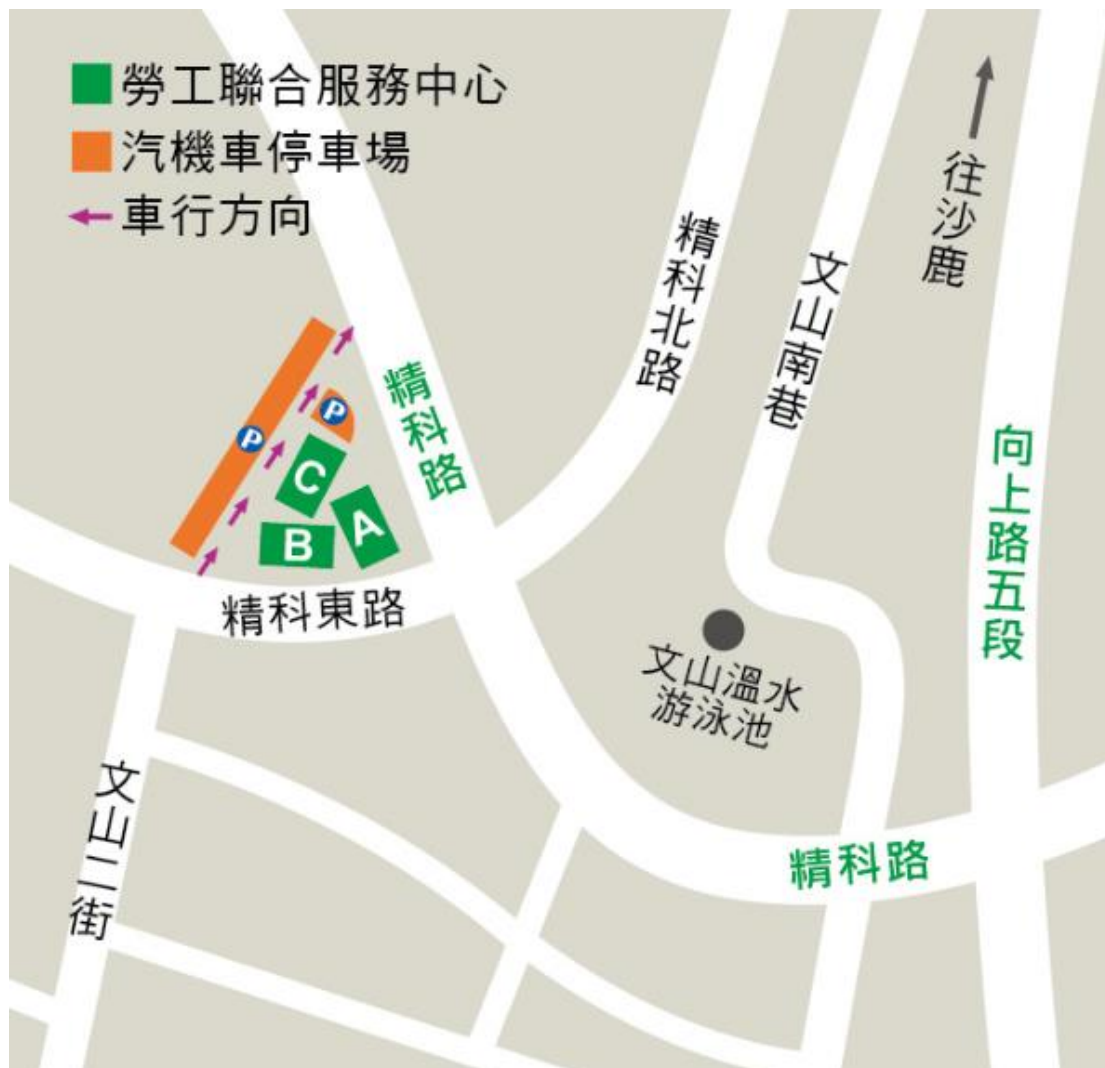 勞工聯合服務中心
汽機車停車場
車行方向
往沙鹿
精科北路
文山南巷
精科路
向上路五段
P
P
C
A
B
精科東路
文山溫水
游泳池
文山二街
精科路